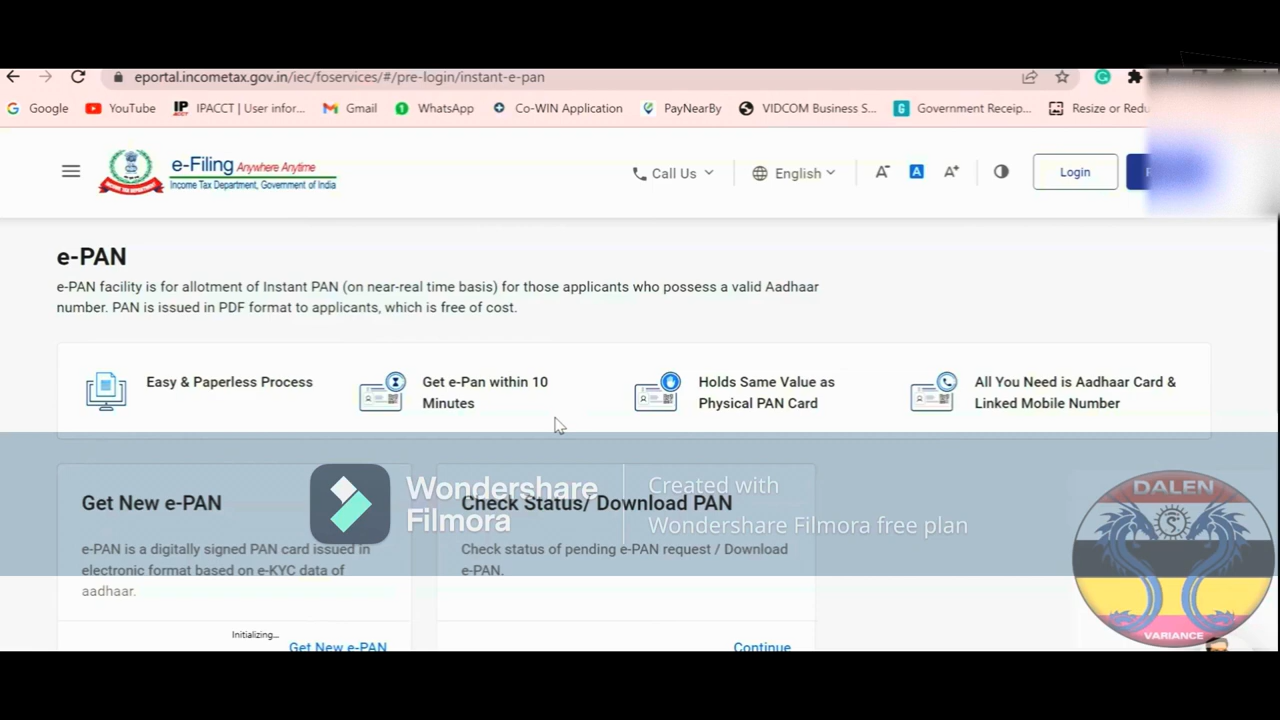 eportal.incometax.gov.in/iec/foservices/#/pre-login/instant-e-pan
Google YouTube IPACCT | User infor... Gmail WhatsApp Co-WIN Application PayNearBy VIDCOM Business S... Government Receip... Resize or Redu
e-Filing Anywhere Anytime
Income Tax Department, Government of India
Call Us English A- A A+ Login
e-PAN
e-PAN facility is for allotment of Instant PAN (on near-real time basis) for those applicants who possess a valid Aadhaar
number. PAN is issued in PDF format to applicants, which is free of cost.
Easy & Paperless Process
Get e-Pan within 10
Minutes
Holds Same Value as
Physical PAN Card
All You Need is Aadhaar Card &
Linked Mobile Number
Get New e-PAN
e-PAN is a digitally signed PAN card issued in
electronic format based on e-KYC data of
aadhaar.
Initializing...
Get New e-PAN
Check Status/ Download PAN
Check status of pending e-PAN request / Download
e-PAN.
Continue
Wondershare
Filmora
Created with
Wondershare Filmora free plan
DALEN
VARIANCE